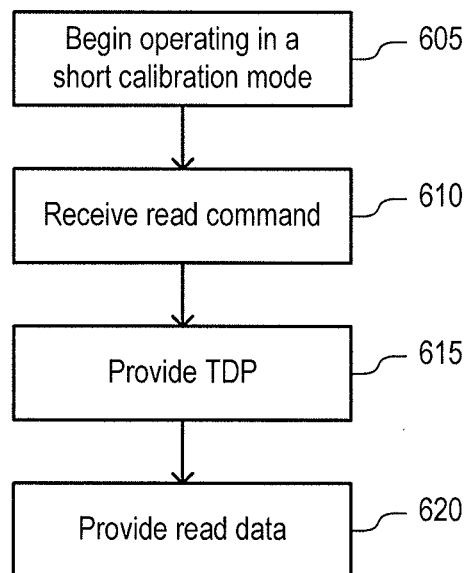 Begin operating in a
short calibration mode
605
Receive read command
610
Provide TDP
615
Provide read data
620